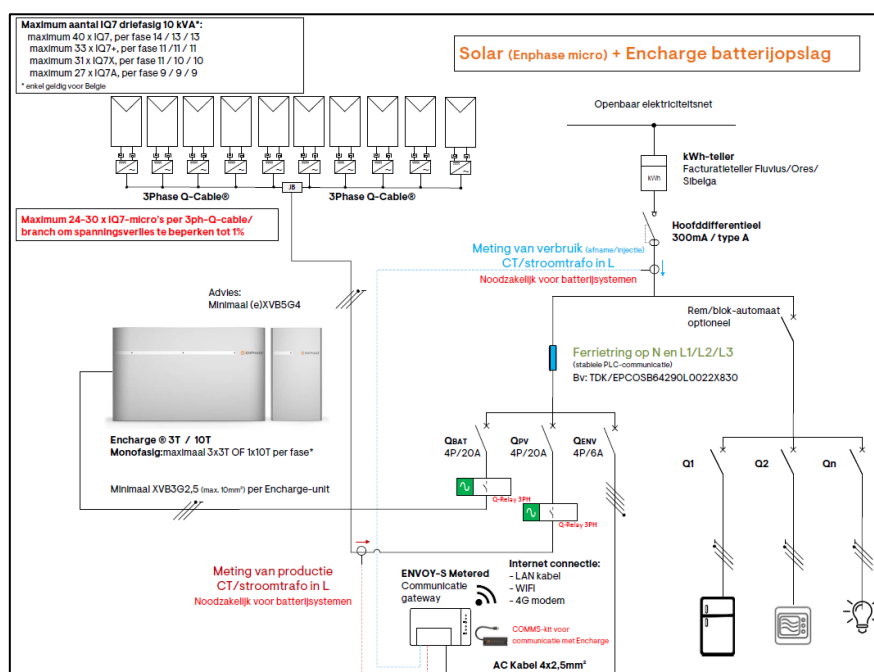 Maximum aantal IQ7 driefasig 10 kVA*:
maximum 40 x IQ7, per fase 14 / 13 / 13
maximum 33 x IQ7+, per fase 11 /11 / 11
maximum 31 x IQ7X, per fase 11 / 10 / 10
maximum 27 x IQ7A, per fase 9 / 9 / 9
* enkel geldig voor Belgie
Solar (Enphase micro) + Encharge batterijopslag
Openbaar elektriciteitsnet
kWh-teller
Facturatieteller Fluvius/Ores/
Sibelga
kWh
3Phase Q-Cable®
JB
3Phase Q-Cable®
Maximum 24-30 x IQ7-micro's per 3ph-Q-cable/
branch om spanningsverlies te beperken tot 1%
Hoofddifferentieel
300mA / type A
Meting van verbruik (afname/injectie)
CT/stroomtrafo in L
Noodzakelijk voor batterijsystemen
Advies:
Minimaal (e)XVB5G4
Rem/blok-automaat
optioneel
Ferrietring op N en L1/L2/L3
(stabiele PLC-communicatie)
Bv: TDK/EPCOSB64290L0022X830
ENPHASE
ENPHASE
Encharge ® 3T / 10T
Monofasig:maximaal 3x3T OF 1x10T per fase*
QBAT
4P/20A
QPV
4P/20A
QENV
4P/6A
Q1
Q2
Qn
Minimaal XVB3G2,5 (max. 10mm²) per Encharge-unit
Q-Relay 3PH
Q-Relay 3PH
Meting van productie
CT/stroomtrafo in L
Noodzakelijk voor batterijsystemen
ENVOY-S Metered
Communicatie
gateway
Internet connectie:
- LAN kabel
- WIFI
- 4G modem
COMMS-kit voor
communicatie met Encharge
AC Kabel 4x2,5mm²